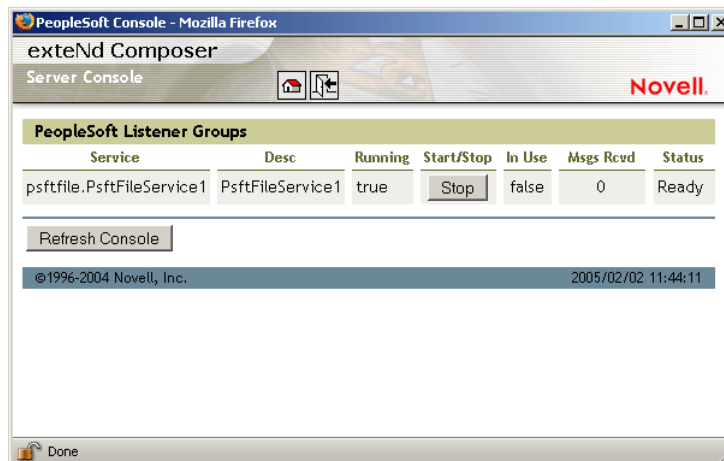 PeopleSoft Console - Mozilla Firefox
exteNd Composer
Server Console
Novell.
PeopleSoft Listener Groups
Service Desc Running Start/Stop In Use Msgs Rcvd Status
psftfile.PsftFileService1 PsftFileService1 true Stop false 0 Ready
Refresh Console
©1996-2004 Novell, Inc. 2005/02/02 11:44:11
Done